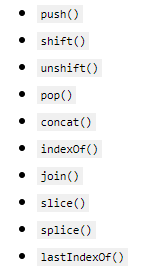 push()
shift()
unshift()
pop()
concat()
indexOf()
join()
slice()
splice()
lastIndexOf()